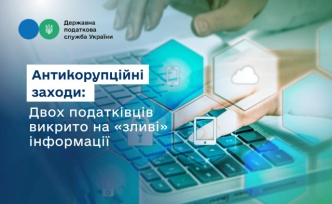 Державна
податкова
служба України
Антикорупційні
заходи:
Двох податківців
викрито на «зливі»
інформації